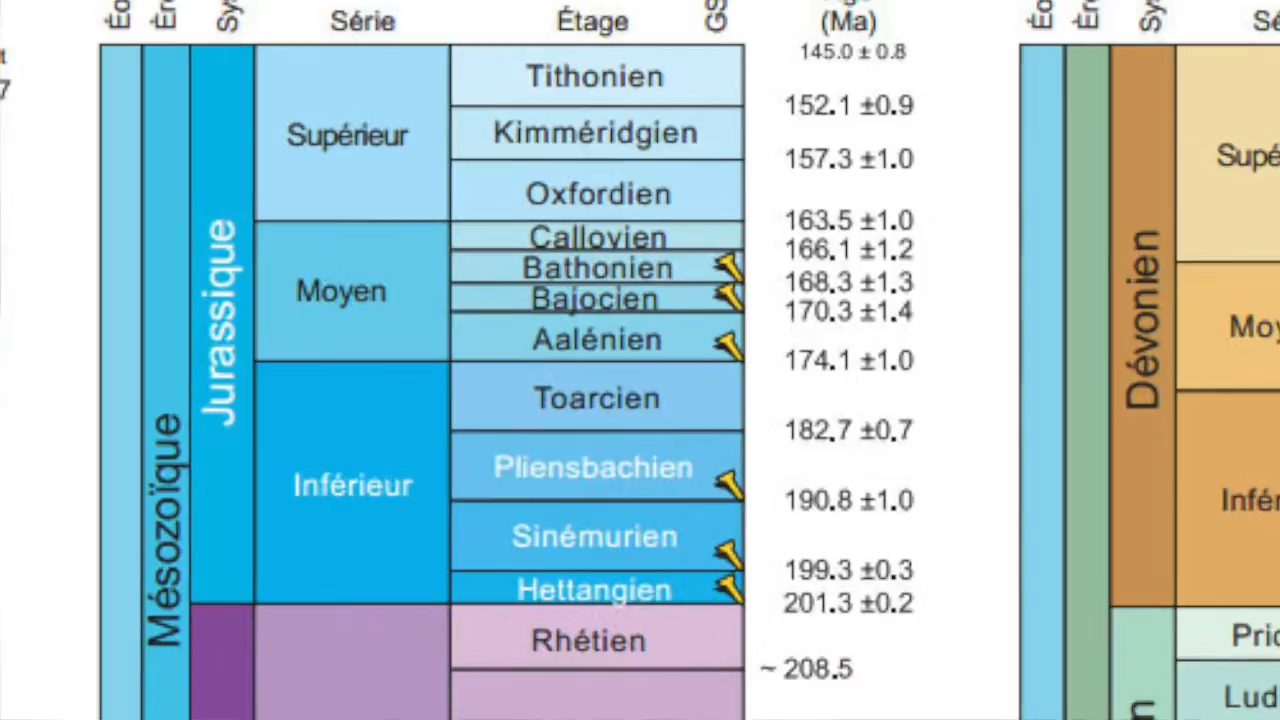 Série
Étage
(Ma)
145.0 ± 0.8
Tithonien
152.1 ±0.9
Kimméridgien
Supérieur
157.3 ±1.0
Oxfordien
163.5 ±1.0
Callovien
166.1 ±1.2
Bathonien
168.3 ±1.3
Moyen
Bajocien
170.3 ±1.4
Aalénien
174.1 ±1.0
Jurassique
Toarcien
182.7 ±0.7
Pliensbachien
Inférieur
190.8 ±1.0
Sinémurien
Mésozoïque
199.3 ±0.3
Hettangien
201.3 ±0.2
Rhétien
~ 208.5
Dévonien